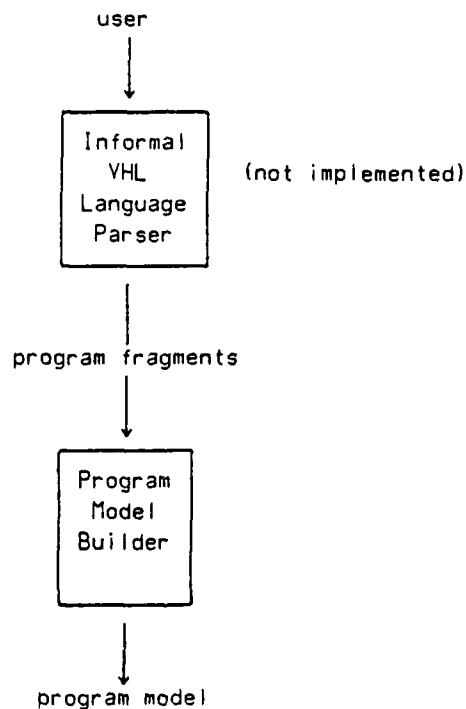 user
Informal
VHL
Language
Parser
(not implemented)
program fragments
Program
Model
Builder
program model